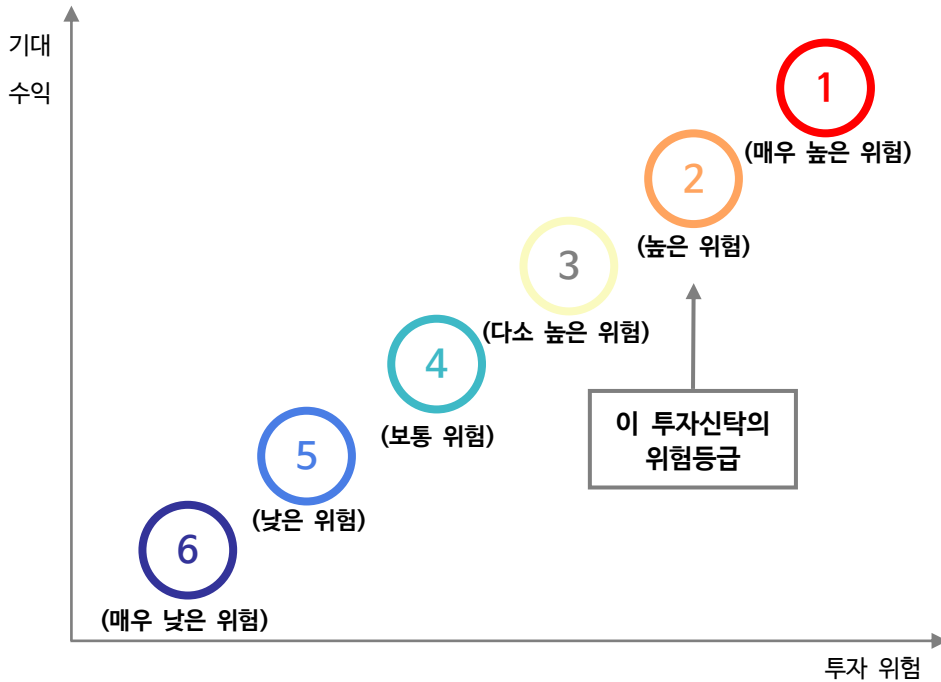 기대
수익
1
(매우 높은 위험)
2
(높은 위험)
3
(다소 높은 위험)
4
(보통 위험)
이 투자신탁의
위험등급
5
(낮은 위험)
6
(매우 낮은 위험)
투자 위험